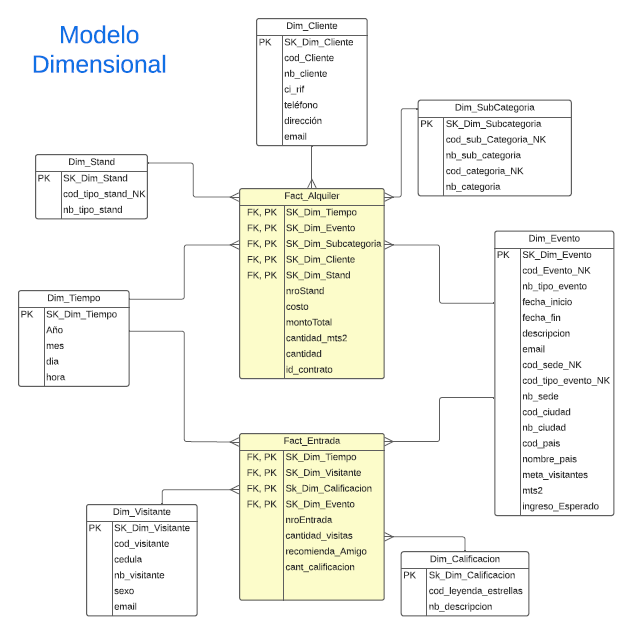 Modelo
Dimensional
Dim_Cliente
PK SK_Dim_Cliente
cod_Cliente
nb_cliente
ci_rif
teléfono
dirección
email
Dim_SubCategoria
PK SK_Dim_Subcategoria
cod_sub_Categoria_NK
nb_sub_categoria
cod_categoria_NK
nb_categoria
Dim_Stand
PK SK_Dim_Stand
cod_tipo_stand_NK
nb_tipo_stand
Fact_Alquiler
FK, PK SK_Dim_Tiempo
FK, PK SK_Dim_Evento
FK, PK SK_Dim_Subcategoria
FK, PK SK_Dim_Cliente
FK, PK SK_Dim_Stand
nroStand
costo
montoTotal
cantidad_mts2
cantidad
id_contrato
Dim_Evento
PK SK_Dim_Evento
cod_Evento_NK
nb_tipo_evento
fecha_inicio
fecha_fin
descripcion
email
cod_sede_NK
cod_tipo_evento_NK
nb_sede
cod_ciudad
nb_ciudad
cod_pais
nombre_pais
meta_visitantes
mts2
ingreso_Esperado
Dim_Tiempo
PK SK_Dim_Tiempo
Año
mes
dia
hora
Fact_Entrada
FK, PK SK_Dim_Tiempo
FK, PK SK_Dim_Visitante
FK, PK Sk_Dim_Calificacion
FK, PK SK_Dim_Evento
nroEntrada
cantidad_visitas
recomienda_Amigo
cant_calificacion
Dim_Visitante
PK SK_Dim_Visitante
cod_visitante
cedula
nb_visitante
sexo
email
Dim_Calificacion
PK Sk_Dim_Calificacion
cod_leyenda_estrellas
nb_descripcion